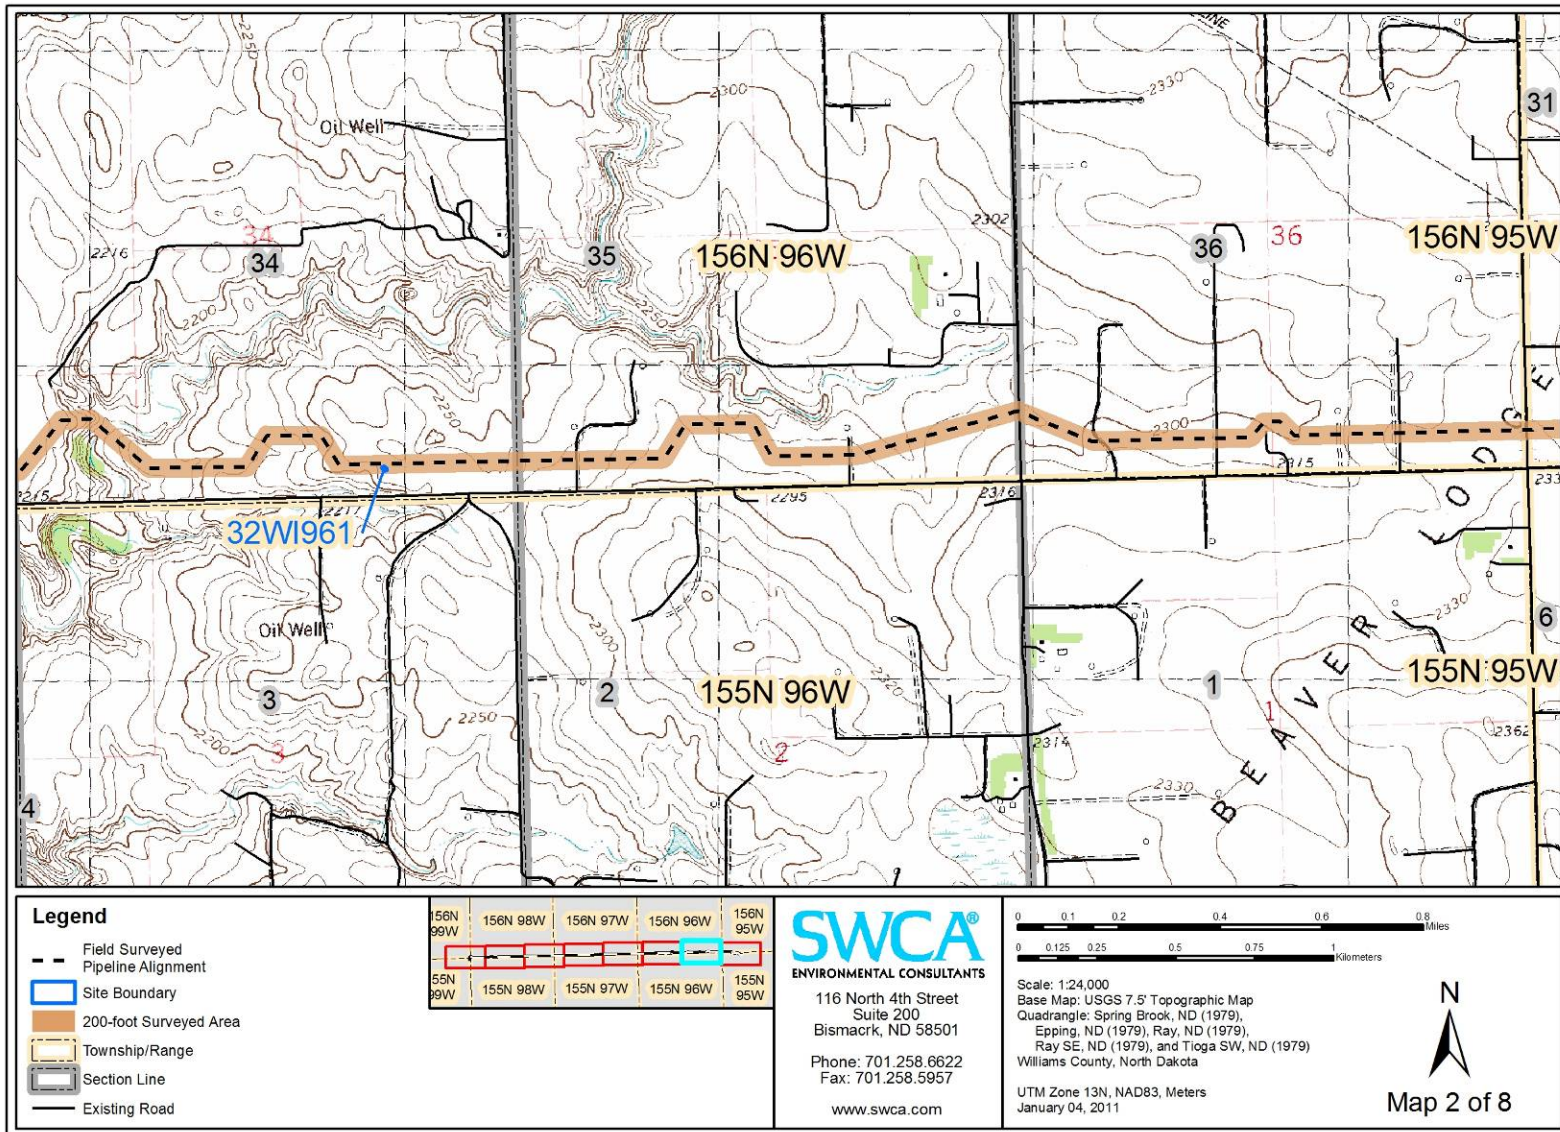 2250
LINE
2300
2330
31
Oil Well
2302
34
34
2216
35
156N 96W
36
36
156N 95W
2200
2250
2250
2300
2315
2215
2217
2295
2316
233
32WI961
Oil Well
2300
2330
6
3
2
155N 96W
2320
1
155N 95W
2200
2250
3
2
1
2314
2362
2330
4
BEAVER LODGE
Legend
Field Surveyed
Pipeline Alignment
Site Boundary
200-foot Surveyed Area
Township/Range
Section Line
Existing Road
156N
99W
156N 98W
156N 97W
156N 96W
156N
95W
55N
99W
155N 98W
155N 97W
155N 96W
155N
95W
SWCA®
ENVIRONMENTAL CONSULTANTS
116 North 4th Street
Suite 200
Bismacrk, ND 58501
Phone: 701.258.6622
Fax: 701.258.5957
www.swca.com
0 0.1 0.2 0.4 0.6 0.8
Miles
0 0.125 0.25 0.5 0.75 1
Kilometers
Scale: 1:24,000
Base Map: USGS 7.5' Topographic Map
Quadrangle: Spring Brook, ND (1979),
Epping, ND (1979), Ray, ND (1979),
Ray SE, ND (1979), and Tioga SW, ND (1979)
Williams County, North Dakota
UTM Zone 13N, NAD83, Meters
January 04, 2011
N
Map 2 of 8